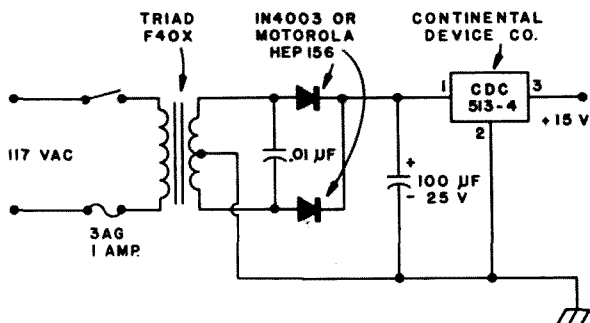 TRIAD
F40X
IN4003 OR
MOTOROLA
HEP 156
CONTINENTAL
DEVICE CO.
117 VAC
3AG
1 AMP.
.01 µF
+
100 µF
- 25 V
1
CDC
513-4
3
2
+15 V